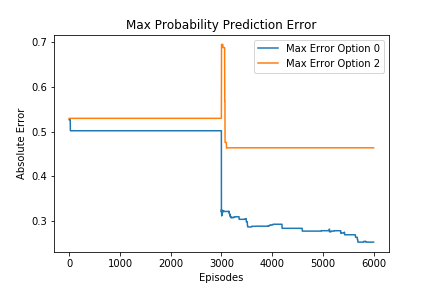 Max Probability Prediction Error
Max Error Option 0
Max Error Option 2
Absolute Error
0.7
0.6
0.5
0.4
0.3
0
1000
2000
3000
4000
5000
6000
Episodes